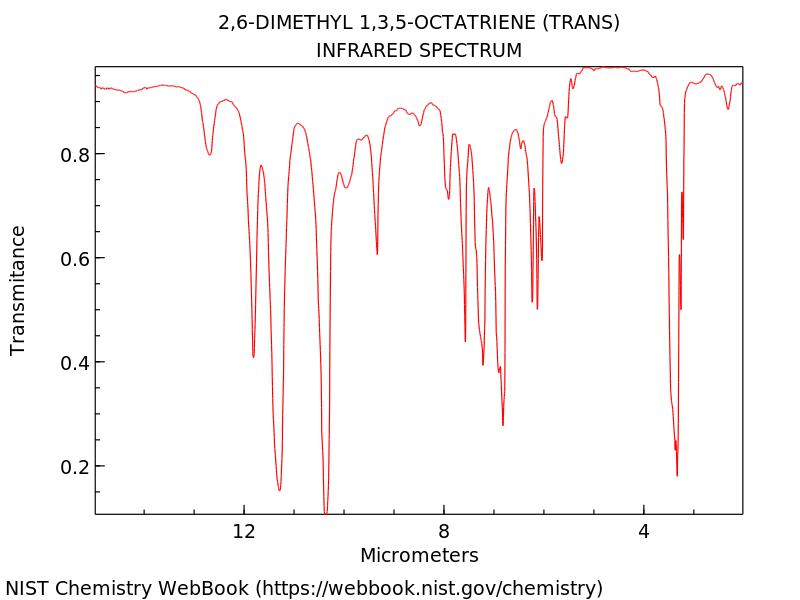 2,6-DIMETHYL 1,3,5-OCTATRIENE (TRANS)
INFRARED SPECTRUM
Transmitance
0.8
0.6
0.4
0.2
12 8 4
Micrometers
NIST Chemistry WebBook (https://webbook.nist.gov/chemistry)